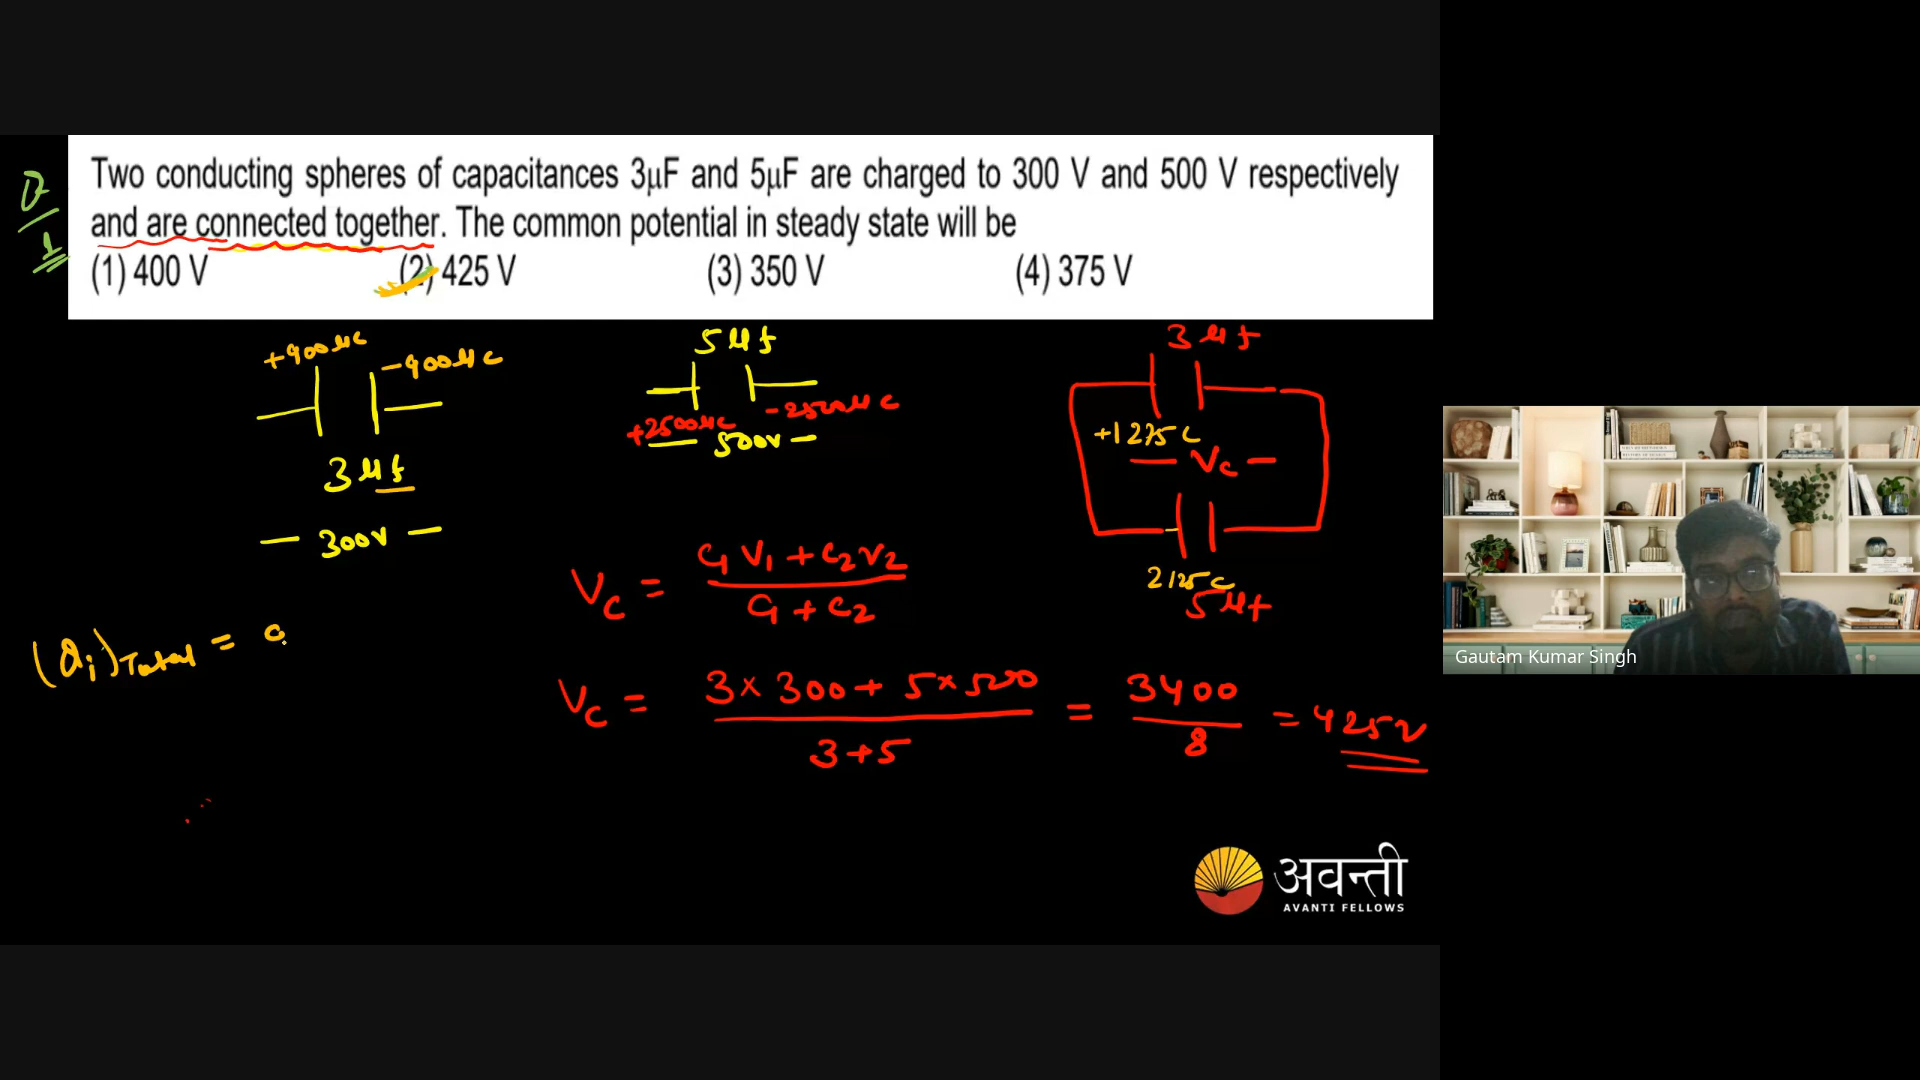 Q
1
Two conducting spheres of capacitances 3μF and 5μF are charged to 300 V and 500 V respectively
and are connected together. The common potential in steady state will be
(1) 400 V (2) 425 V (3) 350 V (4) 375 V
+900μC -900μC
3μf
300V
5μf
+2500μC -2500μC
500V
3μf
+1275C
Vc
2125C
5μf
Vc = C1V1 + C2V2 / C1 + C2
(Qi)Total =
Vc = 3×300 + 5×500 / 3+5 = 3400 / 8 = 425V
Gautam Kumar Singh
अवन्ती
AVANTI FELLOWS